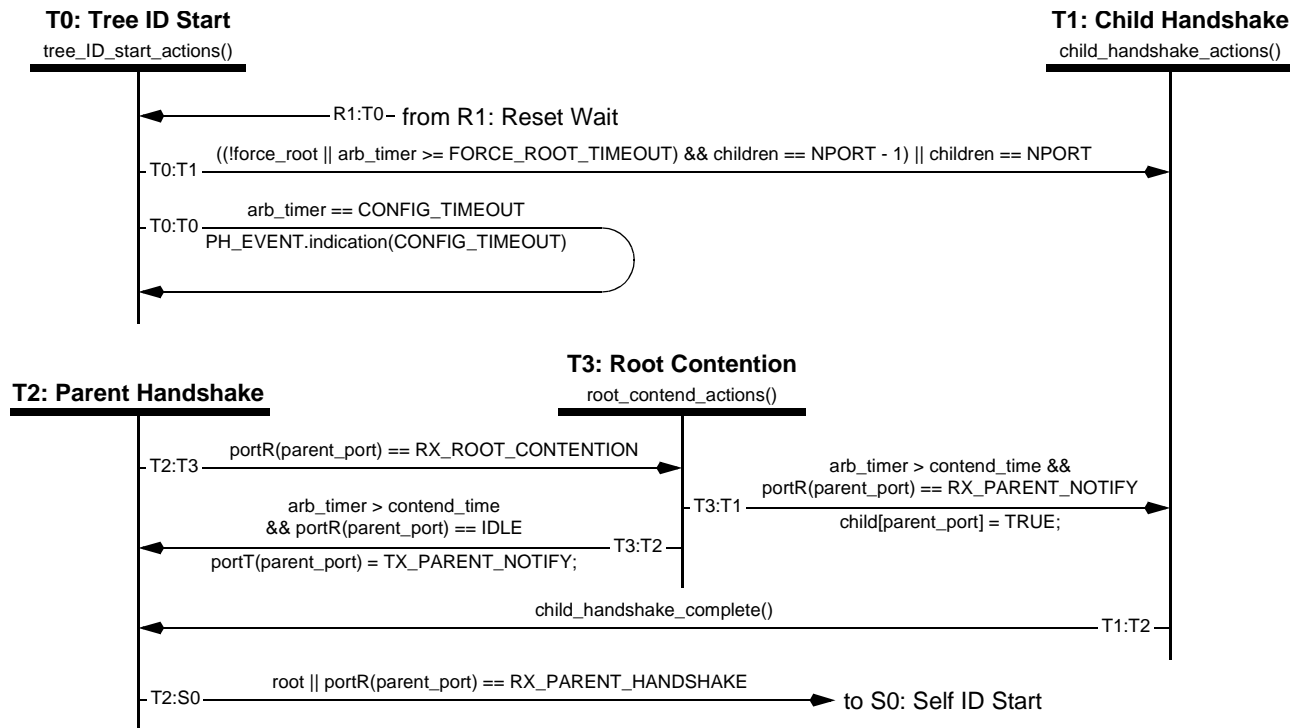 T0: Tree ID Start
tree_ID_start_actions()
T1: Child Handshake
child_handshake_actions()
R1:T0
from R1: Reset Wait
((!force_root || arb_timer >= FORCE_ROOT_TIMEOUT) && children == NPORT - 1) || children == NPORT
T0:T1
arb_timer == CONFIG_TIMEOUT
T0:T0
PH_EVENT.indication(CONFIG_TIMEOUT)
T3: Root Contention
root_contend_actions()
T2: Parent Handshake
portR(parent_port) == RX_ROOT_CONTENTION
T2:T3
arb_timer > contend_time &&
portR(parent_port) == RX_PARENT_NOTIFY
T3:T1
child[parent_port] = TRUE;
arb_timer > contend_time
&& portR(parent_port) == IDLE
T3:T2
portT(parent_port) = TX_PARENT_NOTIFY;
child_handshake_complete()
T1:T2
root || portR(parent_port) == RX_PARENT_HANDSHAKE
T2:S0
to S0: Self ID Start